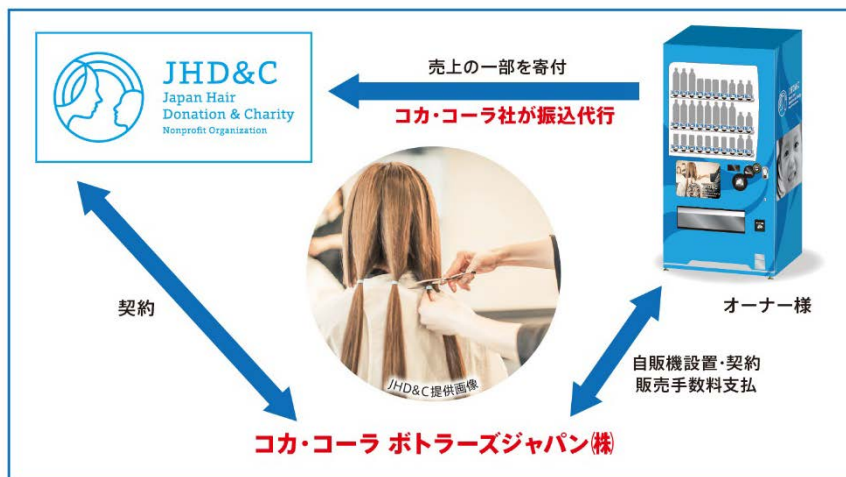 JHD&C
Japan Hair
Donation & Charity
Nonprofit Organization
売上の一部を寄付
コカ・コーラ社が振込代行
契約
JHD&C提供画像
オーナー様
自販機設置・契約
販売手数料支払
コカ・コーラ ボトラーズジャパン㈱